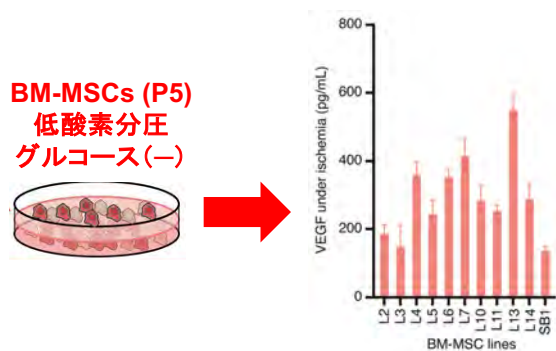 BM-MSCs (P5)
低酸素分圧
グルコース(—)
VEGF under ischemia (pg/mL)
800
600
400
200
0
L2
L3
L4
L5
L6
L7
L10
L11
L13
L14
SB1
BM-MSC lines